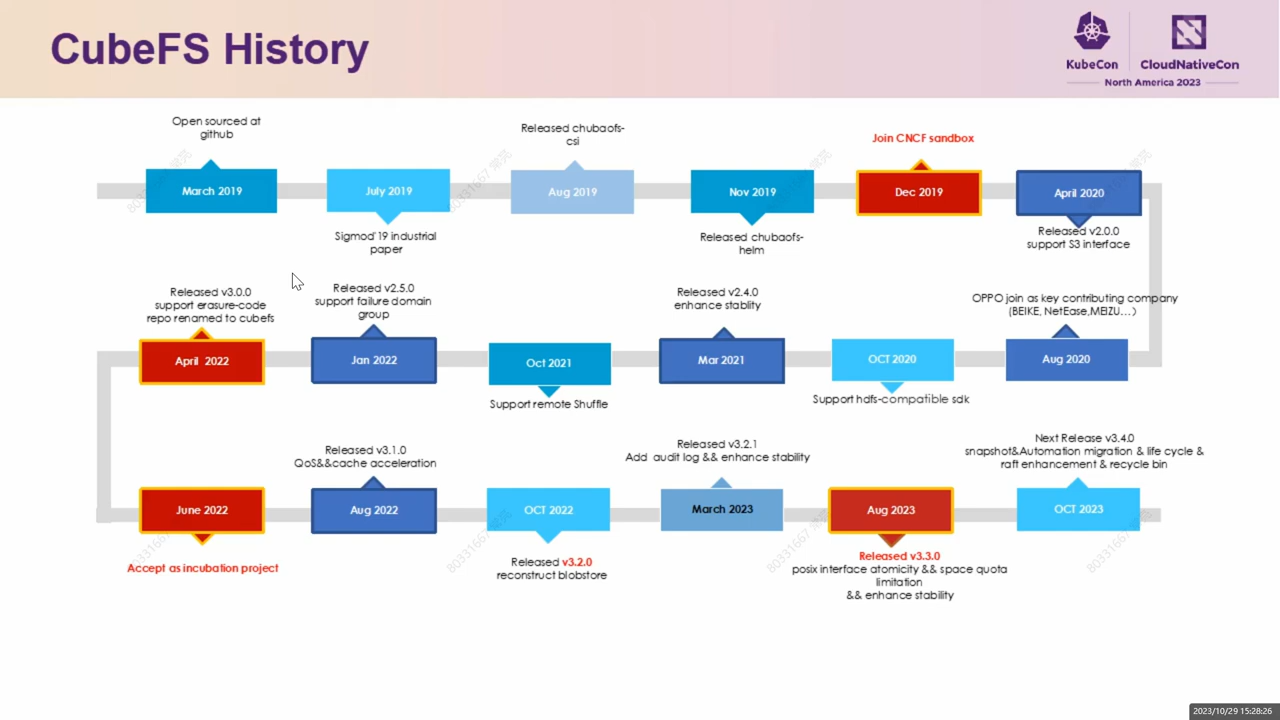 CubeFS History
KubeCon
CloudNativeCon
North America 2023
Open sourced at
github
March 2019
July 2019
Sigmod'19 industrial
paper
Released chubaofs-
csi
Aug 2019
Nov 2019
Released chubaofs-
helm
Join CNCF sandbox
Dec 2019
April 2020
Released v2.0.0
support S3 interface
OPPO join as key contributing company
(BEIKE, NetEase,MEIZU...)
Aug 2020
OCT 2020
Support hdfs-compatible sdk
Released v2.4.0
enhance stablity
Mar 2021
Oct 2021
Support remote Shuffle
Released v2.5.0
support failure domain
group
Jan 2022
Released v3.0.0
support erasure-code
repo renamed to cubefs
April 2022
June 2022
Accept as incubation project
Released v3.1.0
QoS&&cache acceleration
Aug 2022
OCT 2022
Released v3.2.0
reconstruct blobstore
Released v3.2.1
Add audit log && enhance stability
March 2023
Aug 2023
Released v3.3.0
posix interface atomicity && space quota
limitation
&& enhance stability
Next Release v3.4.0
snapshot&Automation migration & life cycle &
raft enhancement & recycle bin
OCT 2023
2023/10/29 15:28:26